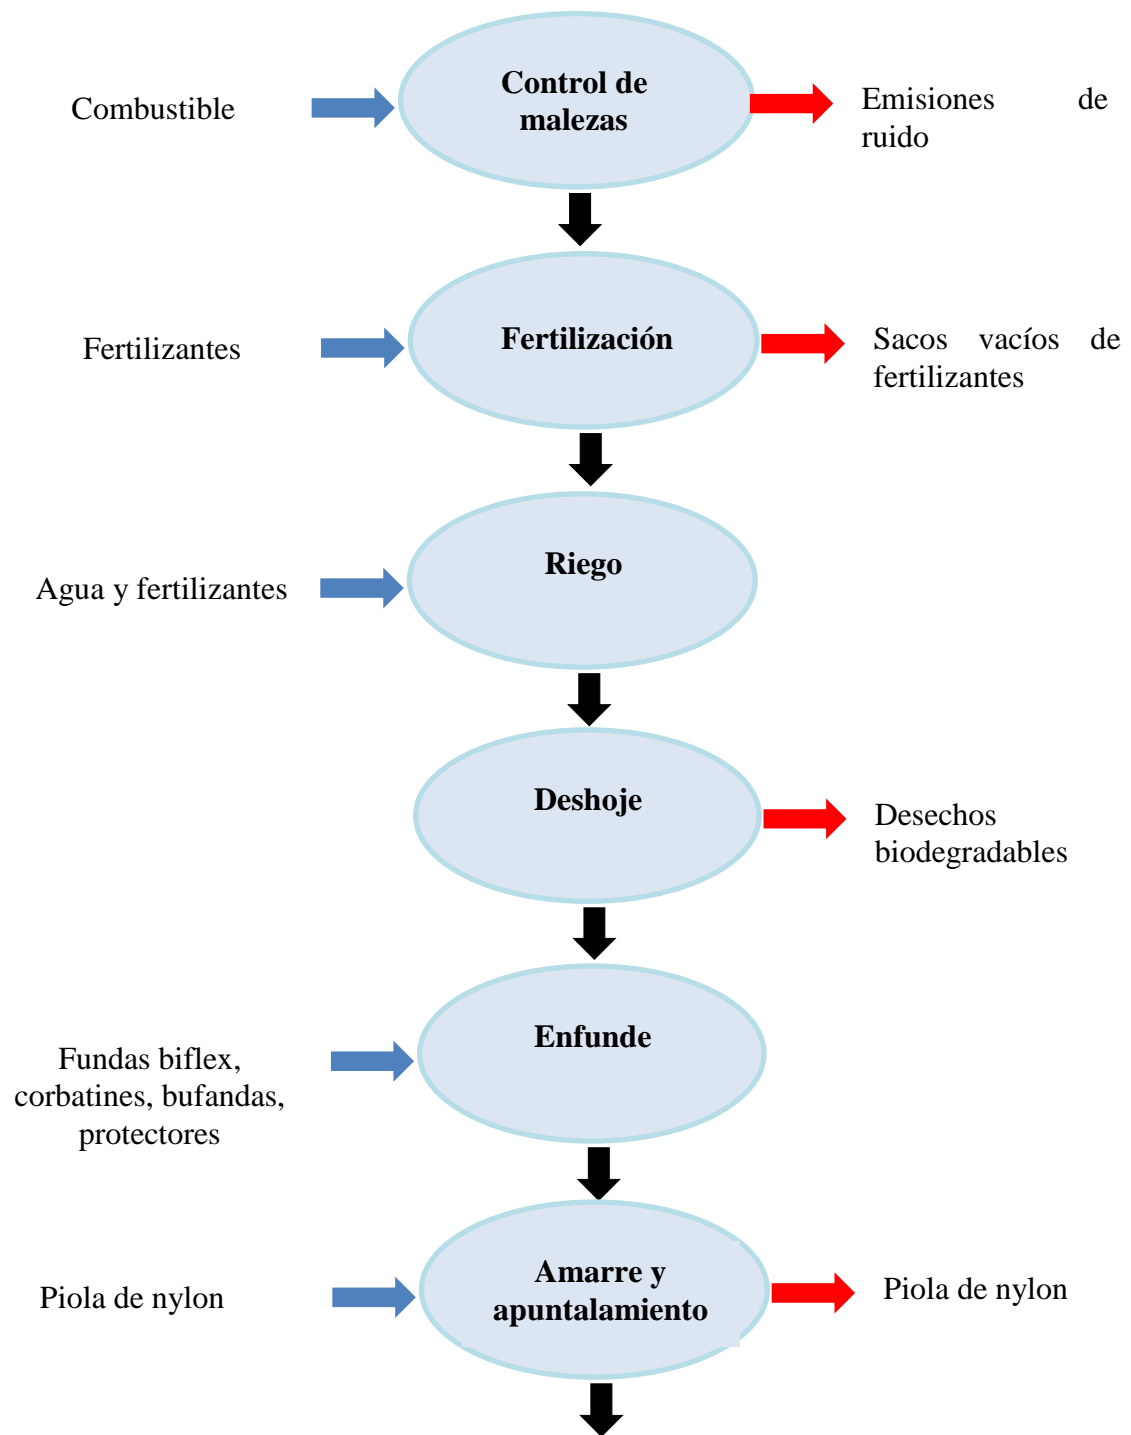 Combustible
Control de
malezas
Emisiones de
ruido
Fertilizantes
Fertilización
Sacos vacíos de
fertilizantes
Agua y fertilizantes
Riego
Deshoje
Desechos
biodegradables
Fundas biflex,
corbatines, bufandas,
protectores
Enfunde
Piola de nylon
Amarre y
apuntalamiento
Piola de nylon